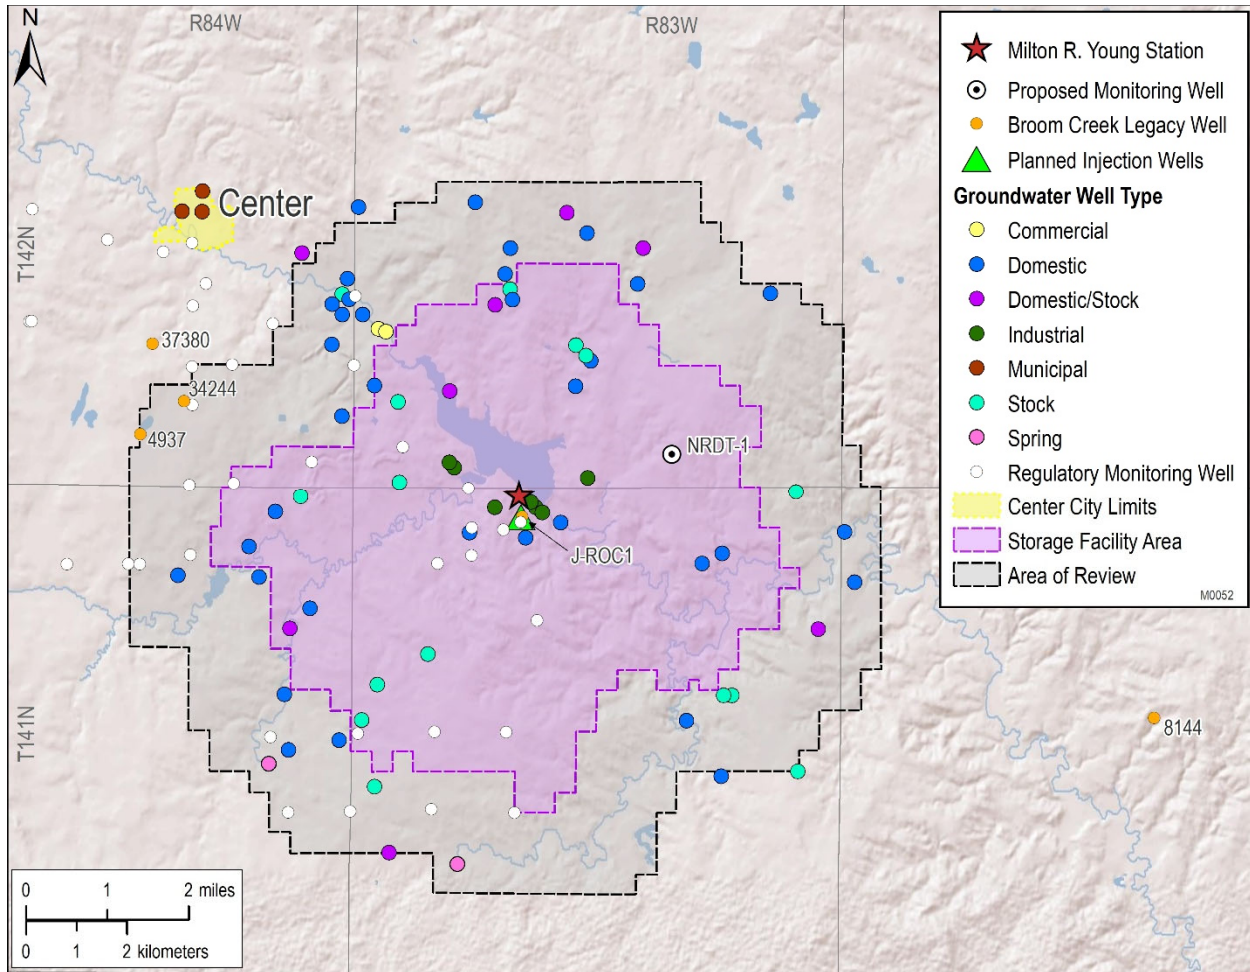 N
R84W
R83W
T142N
T141N
Center
37380
34244
4937
NRDT-1
J-ROC1
8144
0 1 2 miles
0 1 2 kilometers
Milton R. Young Station
Proposed Monitoring Well
Broom Creek Legacy Well
Planned Injection Wells
Groundwater Well Type
Commercial
Domestic
Domestic/Stock
Industrial
Municipal
Stock
Spring
Regulatory Monitoring Well
Center City Limits
Storage Facility Area
Area of Review
M0052